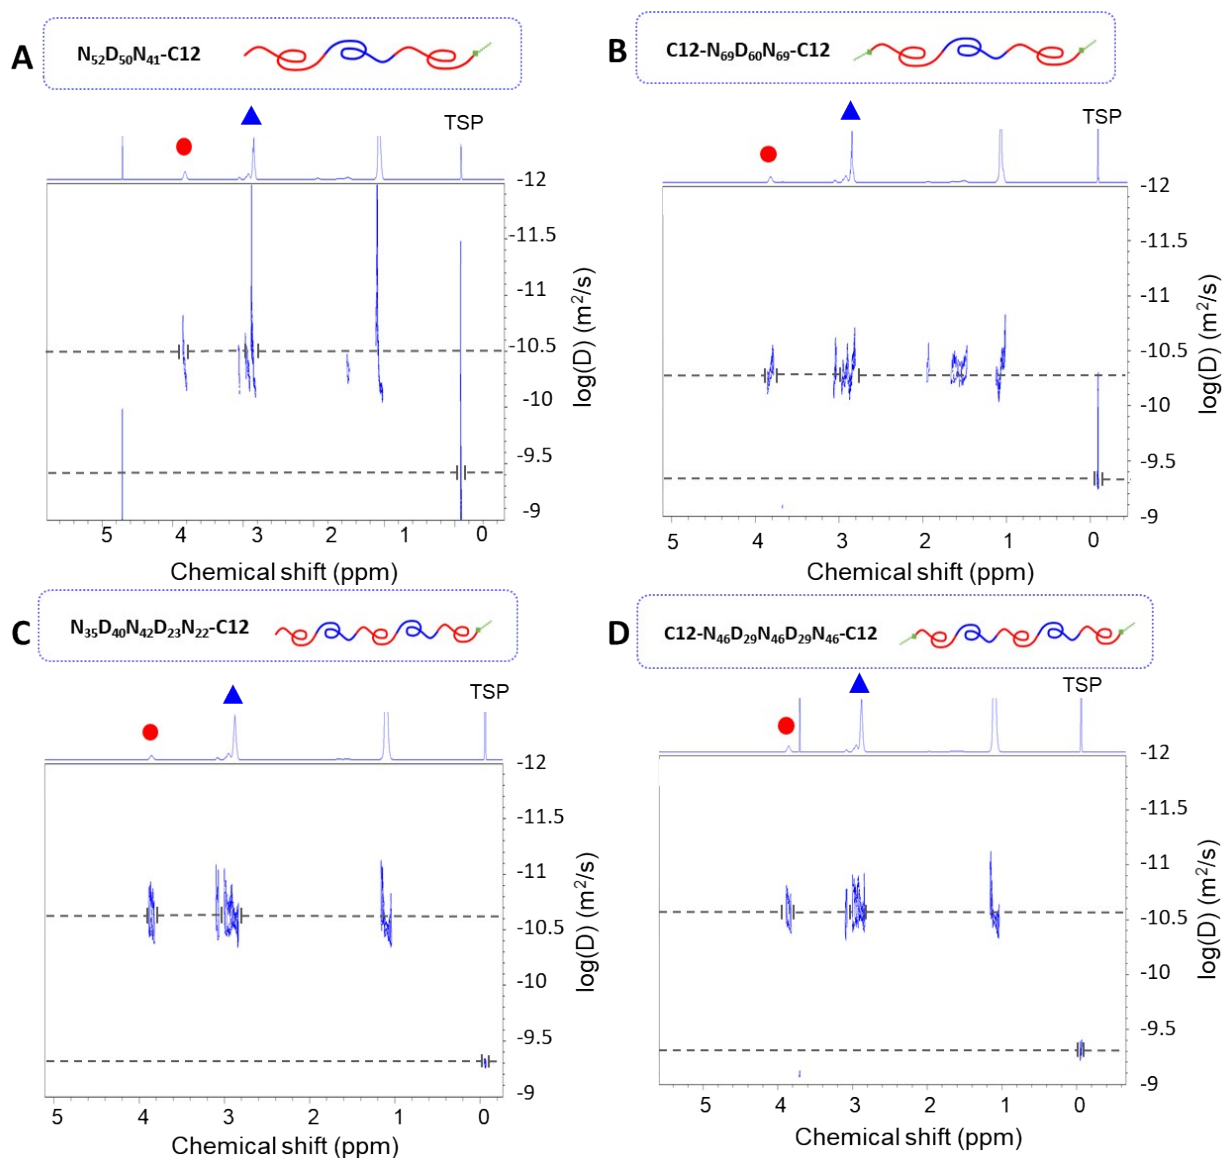 A
N₅₂D₅₀N₄₁-C12
TSP
-12
-11.5
-11
-10.5
-10
-9.5
-9
log(D) (m²/s)
5 4 3 2 1 0
Chemical shift (ppm)
B
C12-N₆₉D₆₀N₆₉-C12
TSP
-12
-11.5
-11
-10.5
-10
-9.5
-9
log(D) (m²/s)
5 4 3 2 1 0
Chemical shift (ppm)
C
N₃₅D₄₀N₄₂D₂₃N₂₂-C12
TSP
-12
-11.5
-11
-10.5
-10
-9.5
-9
log(D) (m²/s)
5 4 3 2 1 0
Chemical shift (ppm)
D
C12-N₄₆D₂₉N₄₆D₂₉N₄₆-C12
TSP
-12
-11.5
-11
-10.5
-10
-9.5
-9
log(D) (m²/s)
5 4 3 2 1 0
Chemical shift (ppm)